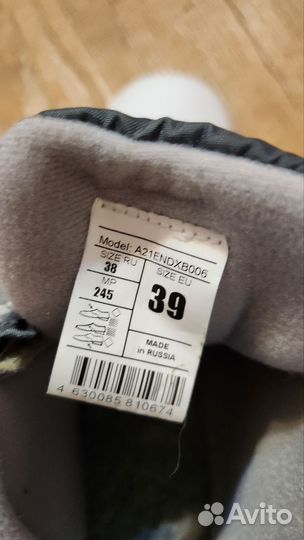 Model: A21ENDXB006
SIZE RU
38
MP
245
SIZE EU
39
MADE
in RUSSIA
4 630085 810674
Avito